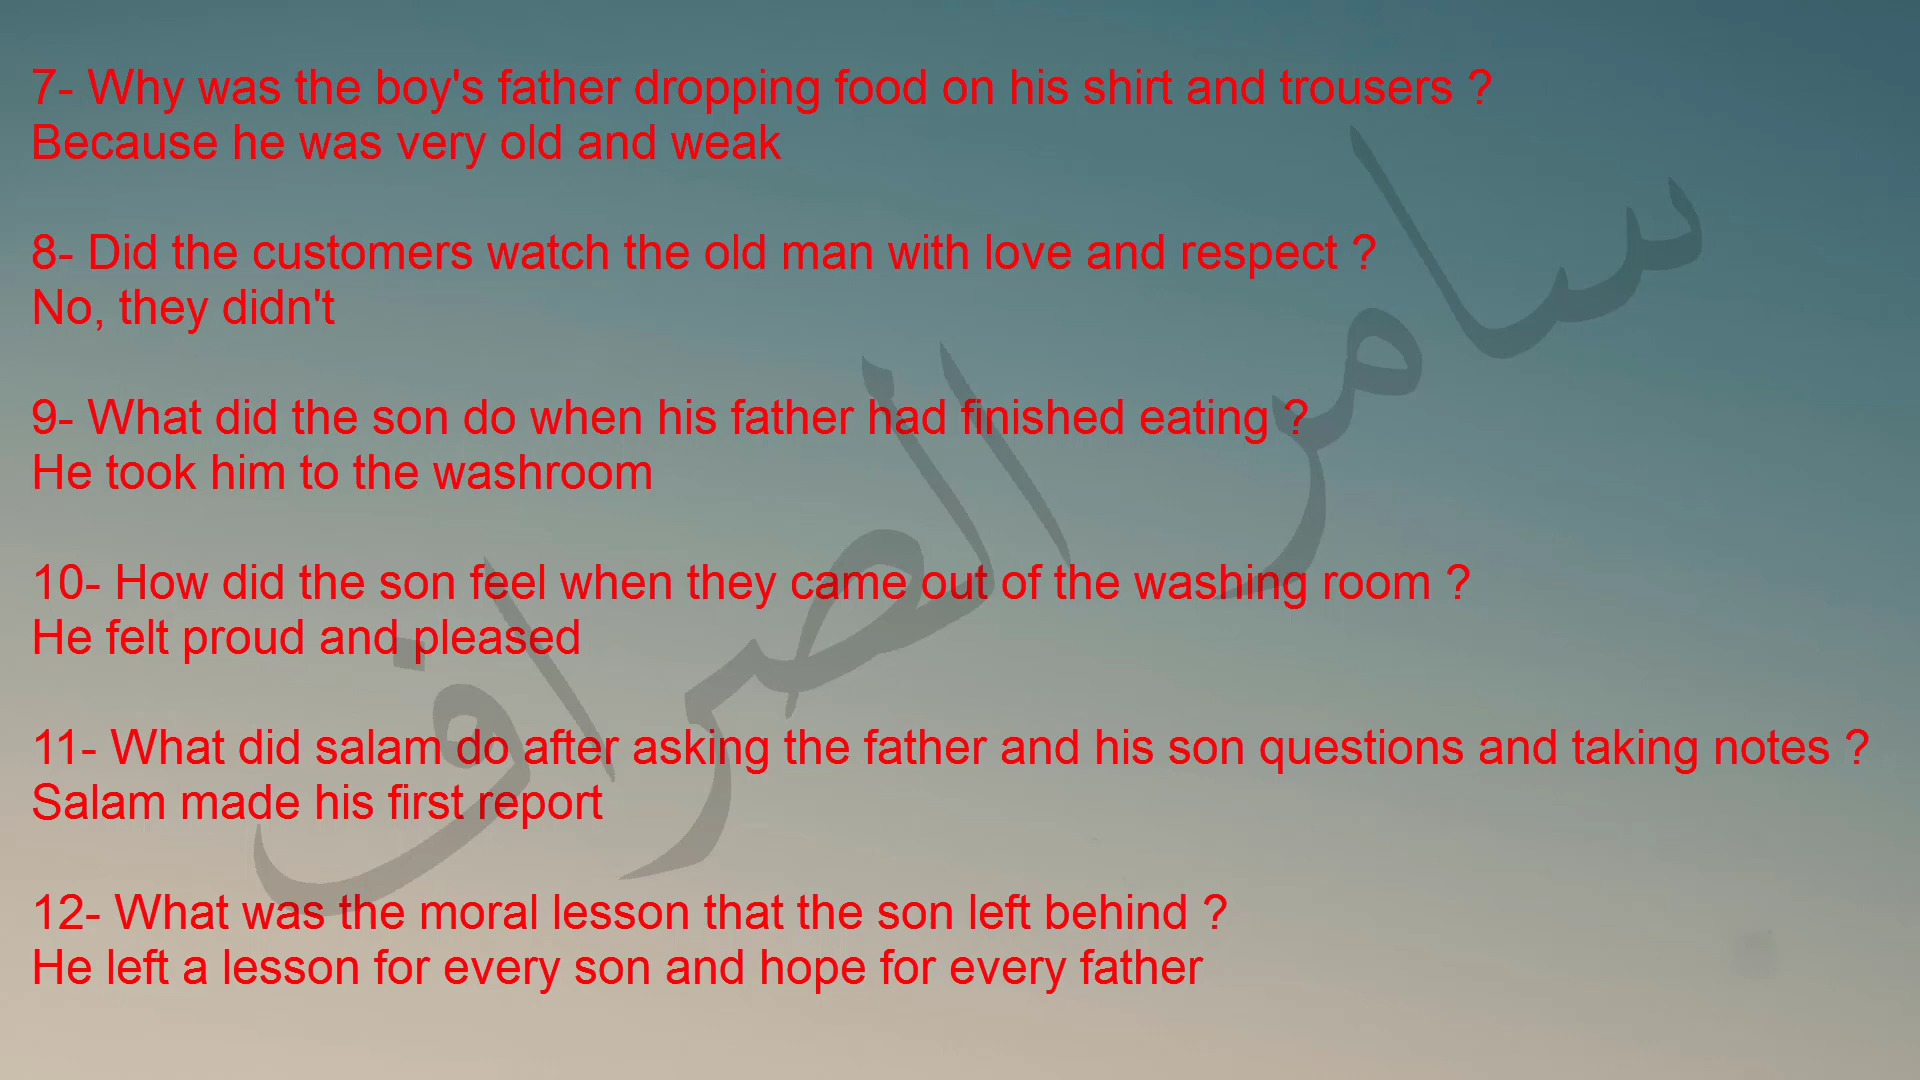 7- Why was the boy's father dropping food on his shirt and trousers ?
Because he was very old and weak
8- Did the customers watch the old man with love and respect ?
No, they didn't
9- What did the son do when his father had finished eating ?
He took him to the washroom
10- How did the son feel when they came out of the washing room ?
He felt proud and pleased
11- What did salam do after asking the father and his son questions and taking notes ?
Salam made his first report
12- What was the moral lesson that the son left behind ?
He left a lesson for every son and hope for every father
سامر الصراف